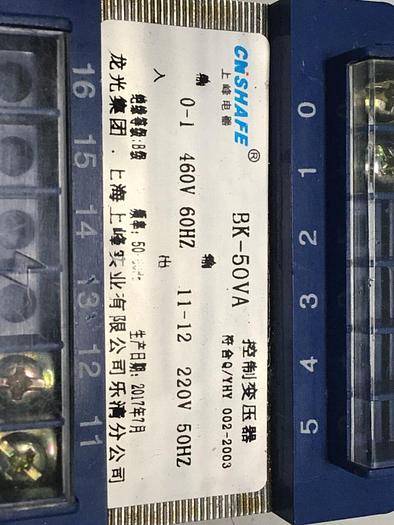 CNSHAFE®
上峰电器
BK-50VA 控制变压器
符合Q/YHY 002-2003
输入 0-1 460V 60HZ
输出 11-12 220V 50HZ
绝缘等级:B级 频率:50-60Hz 生产日期:2017年7月
龙光集团·上海上峰实业有限公司乐清分公司
0
1
2
3
4
5
16
15
14
13
12
11